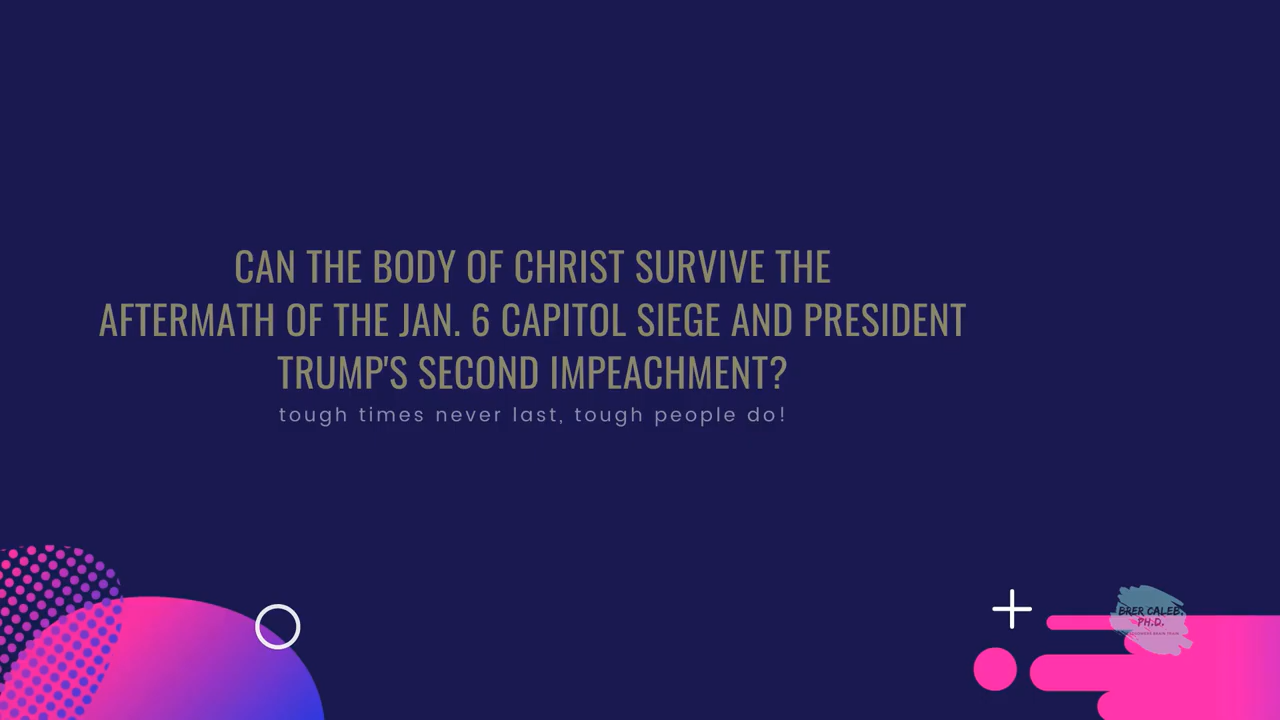 CAN THE BODY OF CHRIST SURVIVE THE
AFTERMATH OF THE JAN. 6 CAPITOL SIEGE AND PRESIDENT
TRUMP'S SECOND IMPEACHMENT?
tough times never last, tough people do!
BRER CALEB,
PH.D.